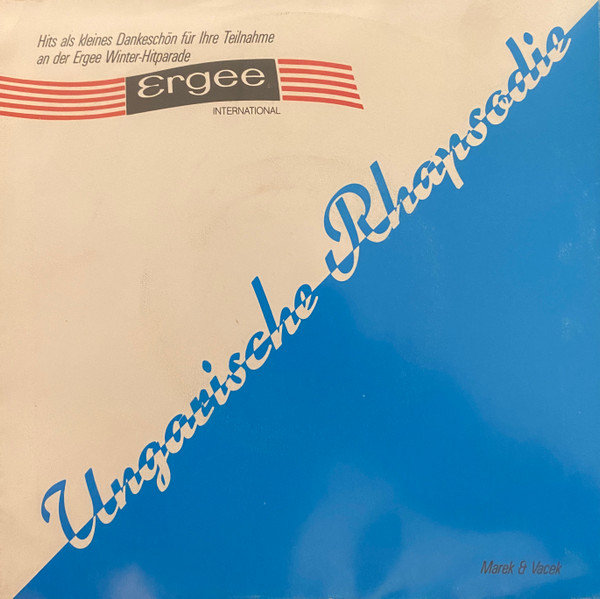 Hits als kleines Dankeschön für Ihre Teilnahme
an der Ergee Winter-Hitparade
ergee
INTERNATIONAL
Ungarische Rhapsodie
Marek & Vacek